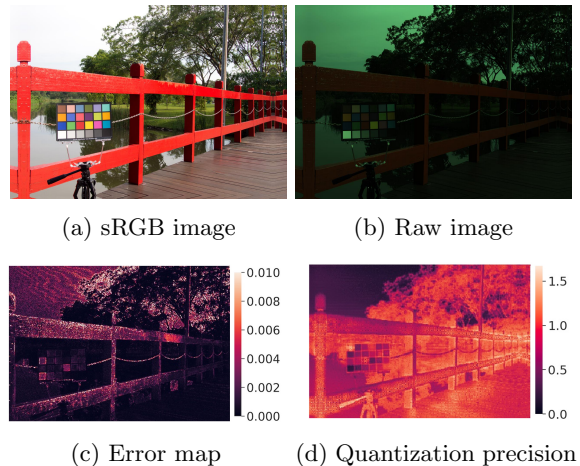 (a) sRGB image
(b) Raw image
0.010
0.008
0.006
0.004
0.002
0.000
1.5
1.0
0.5
0.0
(c) Error map
(d) Quantization precision